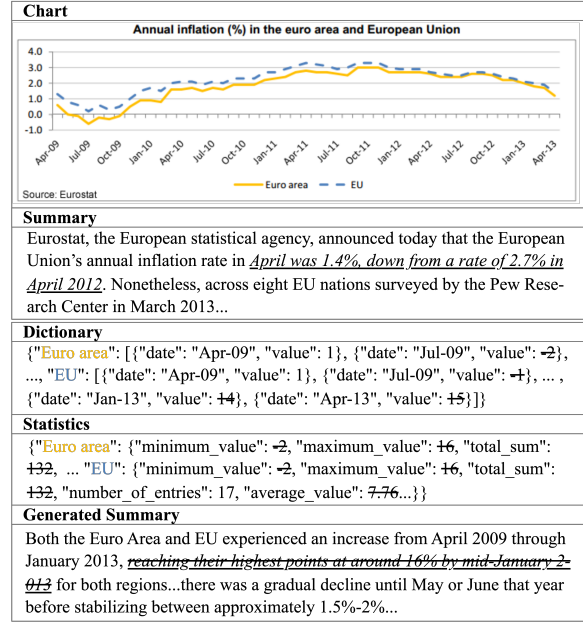 Chart
Annual inflation (%) in the euro area and European Union
4.0
3.0
2.0
1.0
0.0
-1.0
Apr-09 Jul-09 Oct-09 Jan-10 Apr-10 Jul-10 Oct-10 Jan-11 Apr-11 Jul-11 Oct-11 Jan-12 Apr-12 Jul-12 Oct-12 Jan-13 Apr-13
Euro area EU
Source: Eurostat
Summary
Eurostat, the European statistical agency, announced today that the European
Union's annual inflation rate in April was 1.4%, down from a rate of 2.7% in
April 2012. Nonetheless, across eight EU nations surveyed by the Pew Rese-
arch Center in March 2013...
Dictionary
{"Euro area": [{"date": "Apr-09", "value": 1}, {"date": "Jul-09", "value": -2},
..., "EU": [{"date": "Apr-09", "value": 1}, {"date": "Jul-09", "value": -1}, ... ,
{"date": "Jan-13", "value": 14}, {"date": "Apr-13", "value": 15}]}
Statistics
{"Euro area": {"minimum_value": -2, "maximum_value": 16, "total_sum":
132, ... "EU": {"minimum_value": -2, "maximum_value": 16, "total_sum":
132, "number_of_entries": 17, "average_value": 7.76...}}
Generated Summary
Both the Euro Area and EU experienced an increase from April 2009 through
January 2013, reaching their highest points at around 16% by mid-January 2-
013 for both regions...there was a gradual decline until May or June that year
before stabilizing between approximately 1.5%-2%...